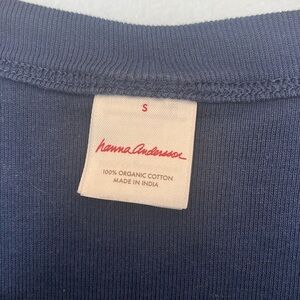 S
hanna andersson
100% ORGANIC COTTON
MADE IN INDIA